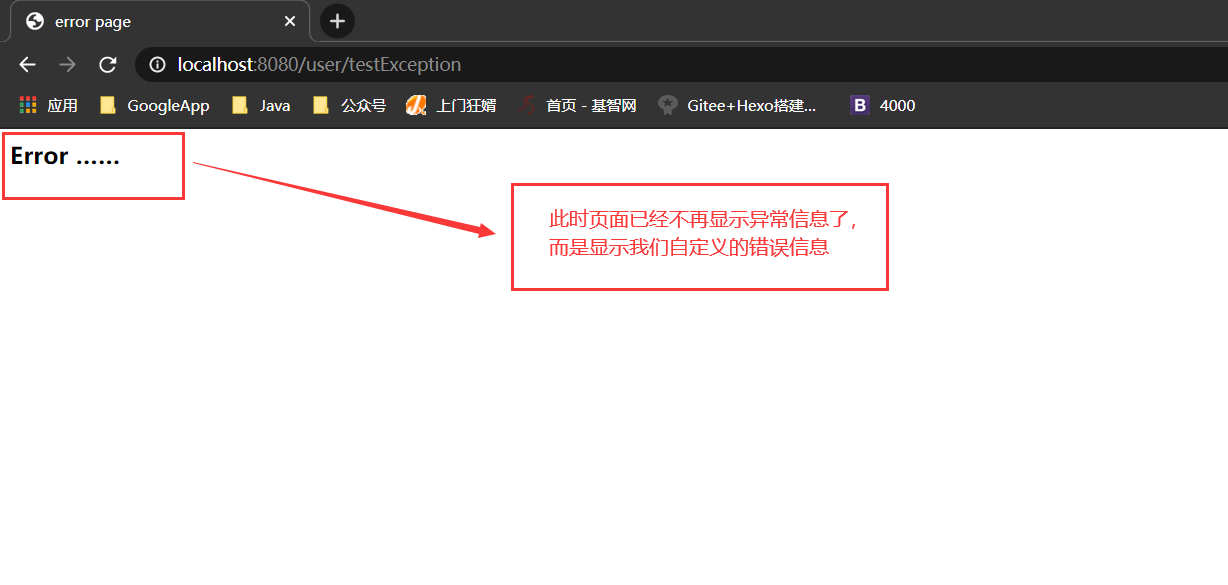 error page
localhost:8080/user/testException
应用 GoogleApp Java 公众号 上门狂婿 首页 - 基智网 Gitee+Hexo搭建... B 4000
Error ......
此时页面已经不再显示异常信息了，
而是显示我们自定义的错误信息